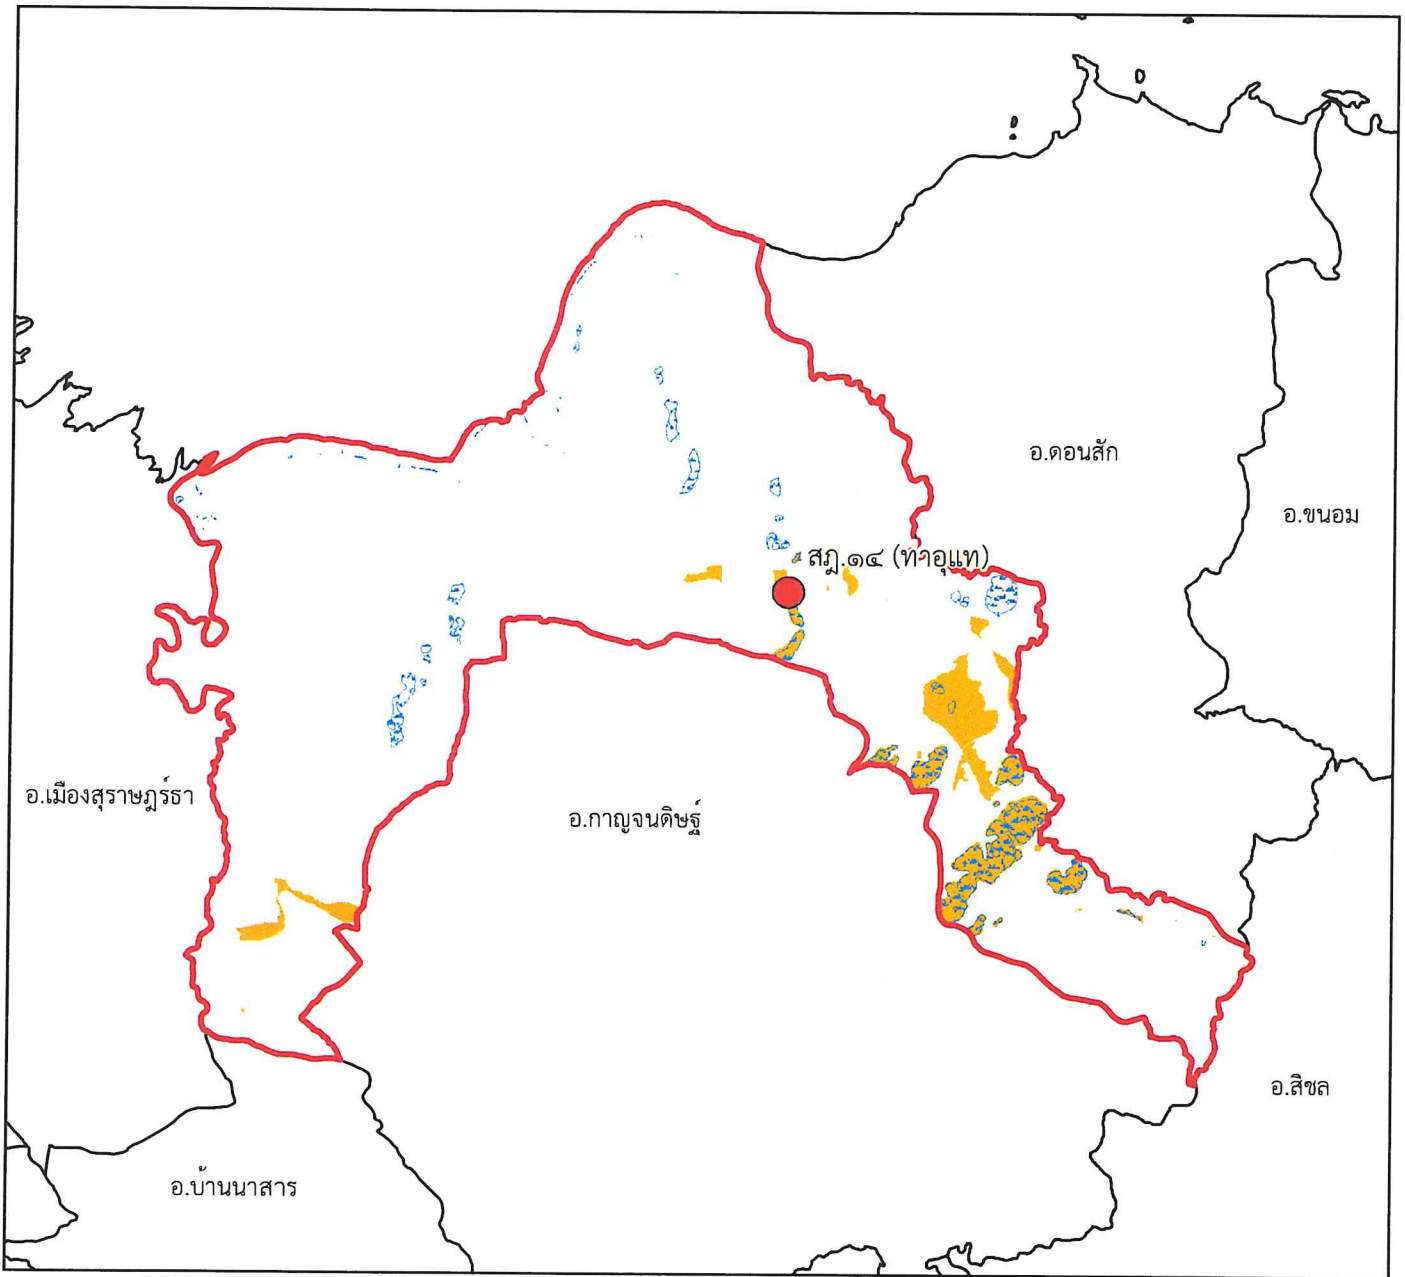 อ.ดอนสัก
อ.ขนอม
สฎ.๑๔ (ท่าอุแท)
อ.เมืองสุราษฎร์ธา
อ.กาญจนดิษฐ์
อ.สิชล
อ.บ้านนาสาร